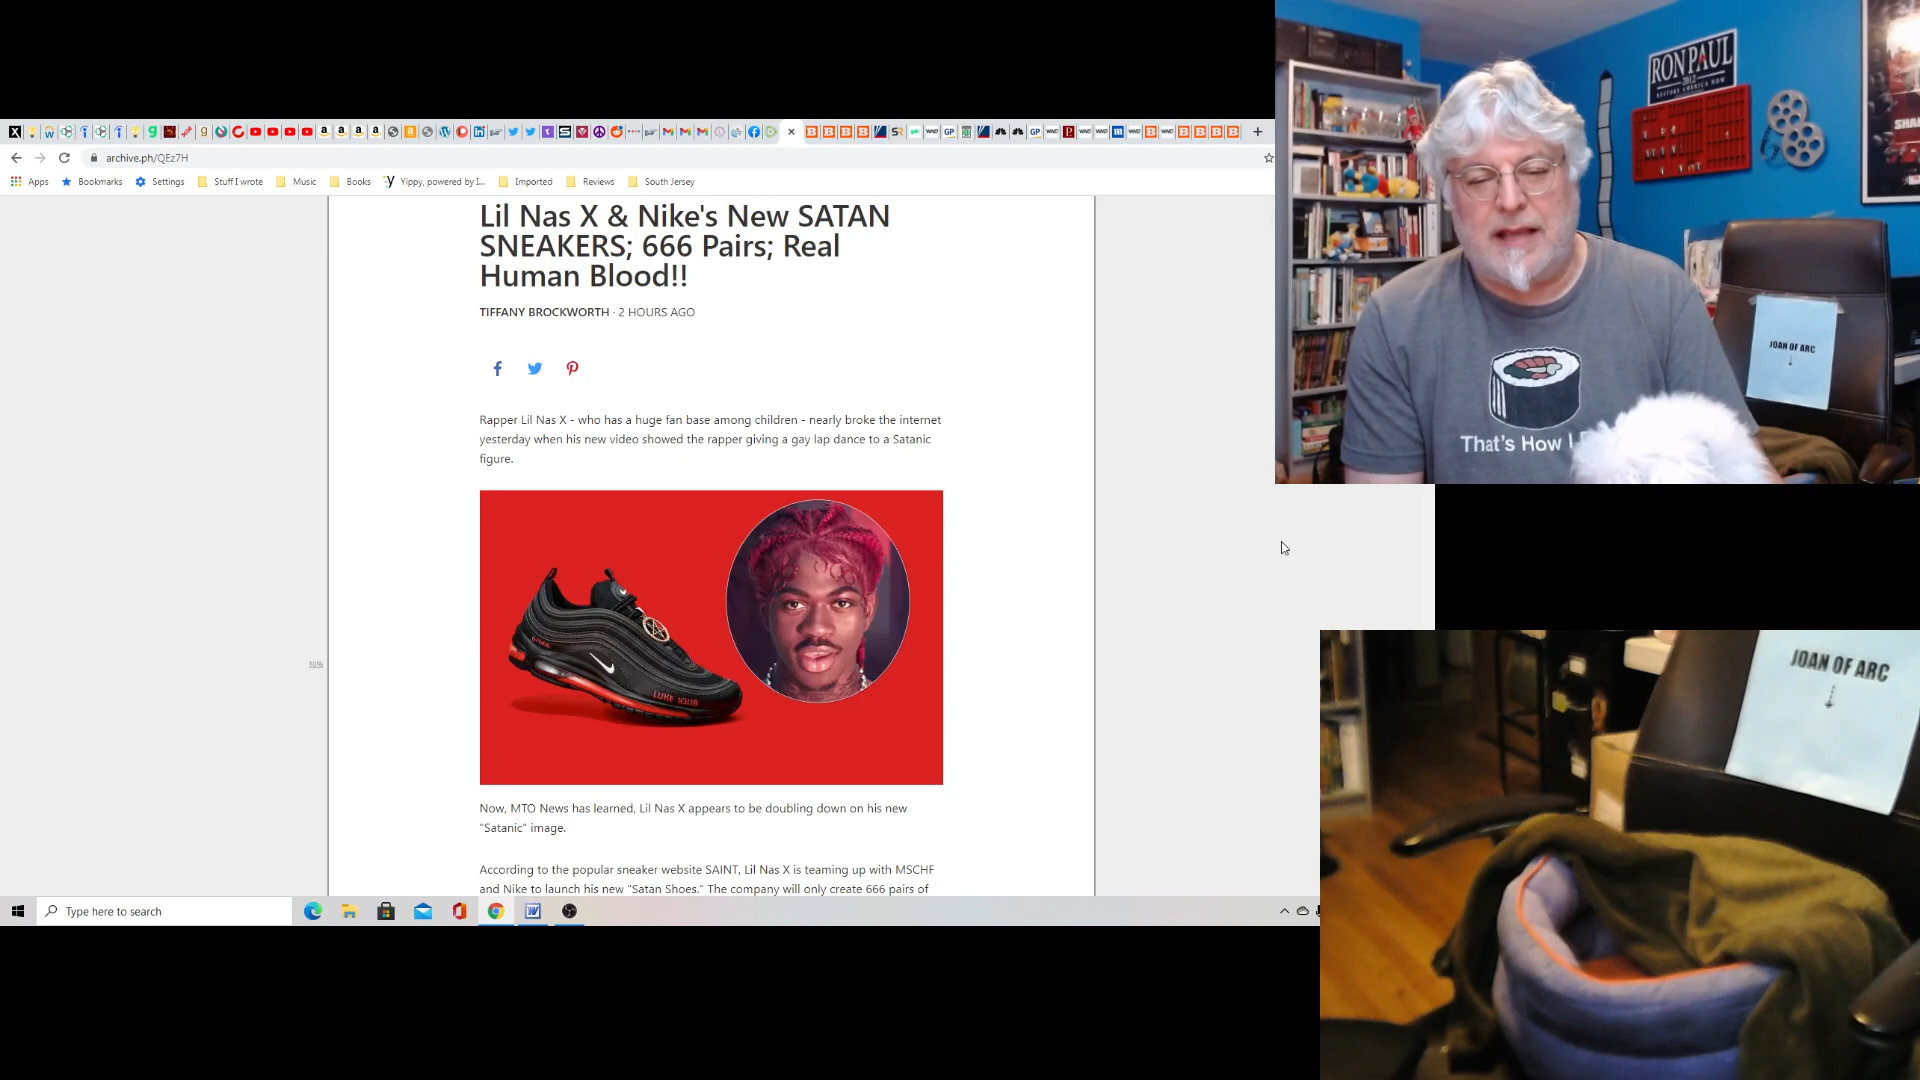 archive.ph/QEz7H
Apps
Bookmarks
Settings
Stuff I wrote
Music
Books
Yippy, powered by I...
Imported
Reviews
South Jersey
Lil Nas X & Nike's New SATAN
SNEAKERS; 666 Pairs; Real
Human Blood!!
TIFFANY BROCKWORTH · 2 HOURS AGO
Rapper Lil Nas X - who has a huge fan base among children - nearly broke the internet
yesterday when his new video showed the rapper giving a gay lap dance to a Satanic
figure.
LUKE 10:18
10%
Now, MTO News has learned, Lil Nas X appears to be doubling down on his new
"Satanic" image.
According to the popular sneaker website SAINT, Lil Nas X is teaming up with MSCHF
and Nike to launch his new "Satan Shoes." The company will only create 666 pairs of
Type here to search
RON PAUL
2012
RESTORE AMERICA NOW
JOAN OF ARC
That's How I
JOAN OF ARC